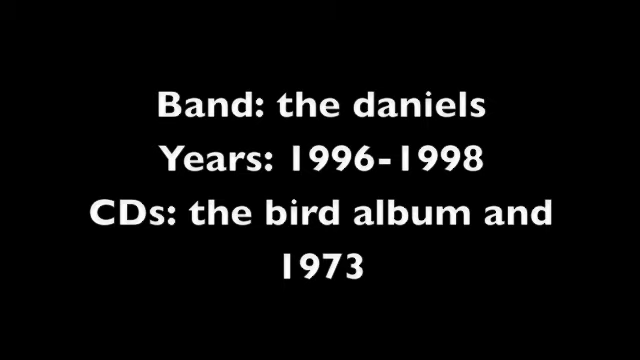 Band: the daniels
Years: 1996-1998
CDs: the bird album and
1973